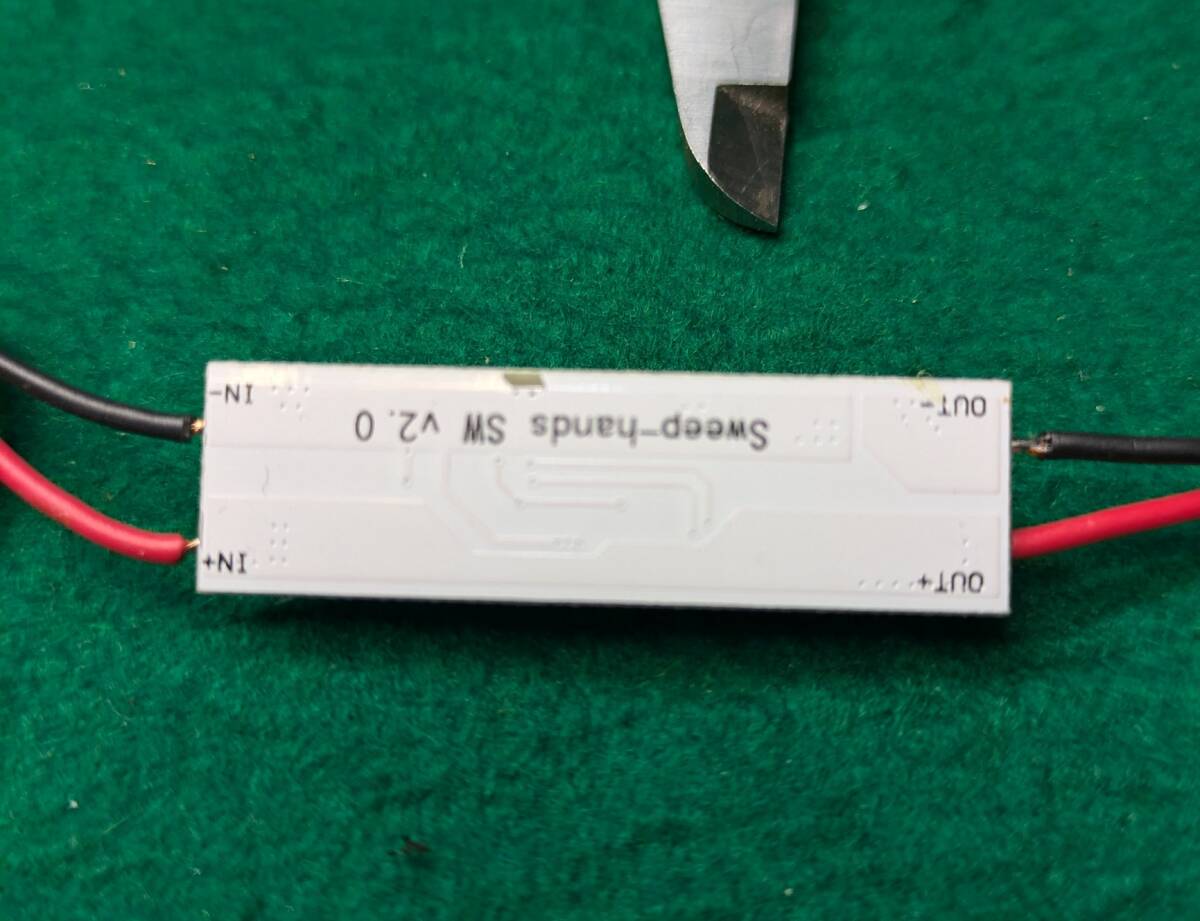 IN-
OUT-
Sweep-hands SW v2.0
IN+
OUT+